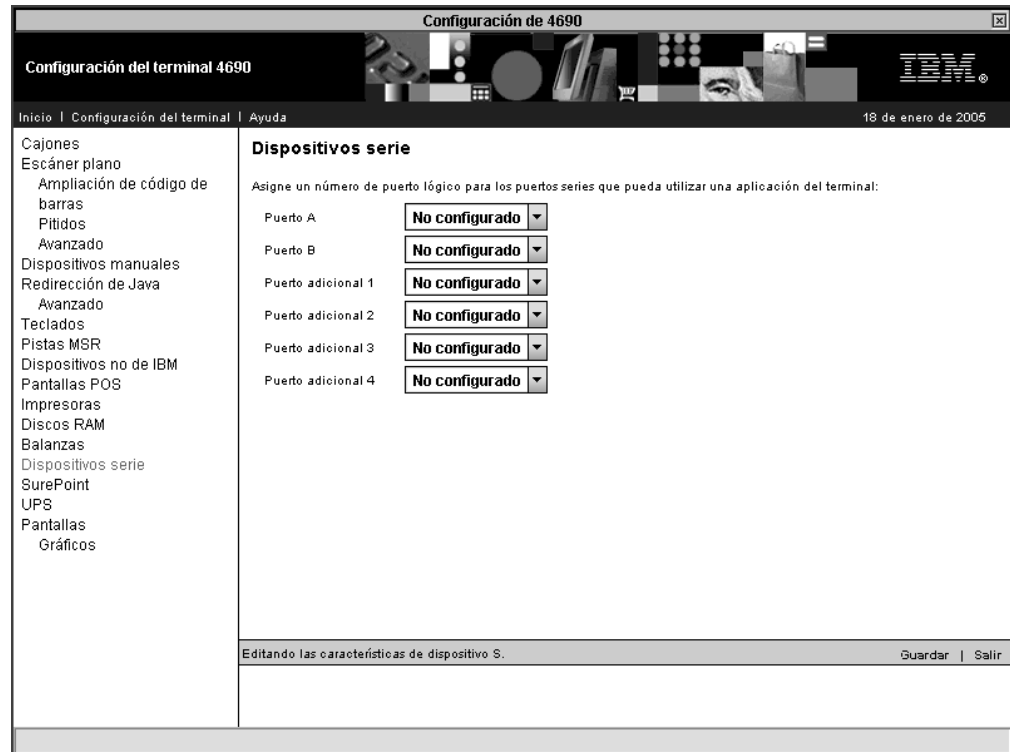 Configuración de 4690
Configuración del terminal 4690
IBM®
Inicio | Configuración del terminal | Ayuda
18 de enero de 2005
Cajones
Escáner plano
Ampliación de código de
barras
Pitidos
Avanzado
Dispositivos manuales
Redirección de Java
Avanzado
Teclados
Pistas MSR
Dispositivos no de IBM
Pantallas POS
Impresoras
Discos RAM
Balanzas
Dispositivos serie
SurePoint
UPS
Pantallas
Gráficos
Dispositivos serie
Asigne un número de puerto lógico para los puertos series que pueda utilizar una aplicación del terminal:
Puerto A No configurado
Puerto B No configurado
Puerto adicional 1 No configurado
Puerto adicional 2 No configurado
Puerto adicional 3 No configurado
Puerto adicional 4 No configurado
Editando las características de dispositivo S.
Guardar | Salir